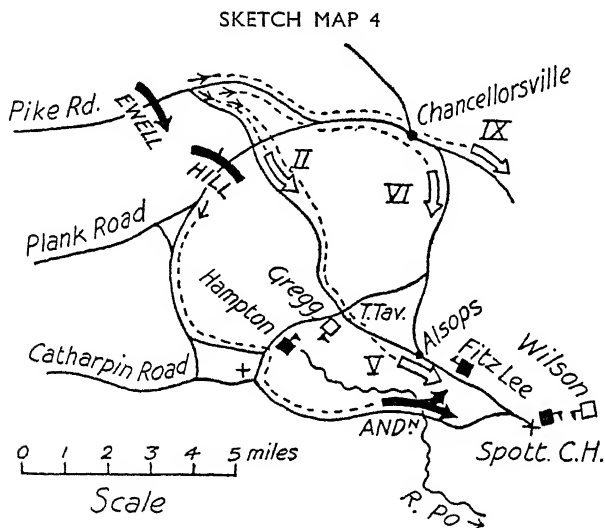 SKETCH MAP 4
Pike Rd.
EWELL
Chancellorsville
IX
II
HILL
VI
Plank Road
Gregg
Hampton
T.Tav.
Alsops
Catharpin Road
V
Fitz Lee
Wilson
ANDN
Spott. C.H.
0 1 2 3 4 5 miles
Scale
R. Po